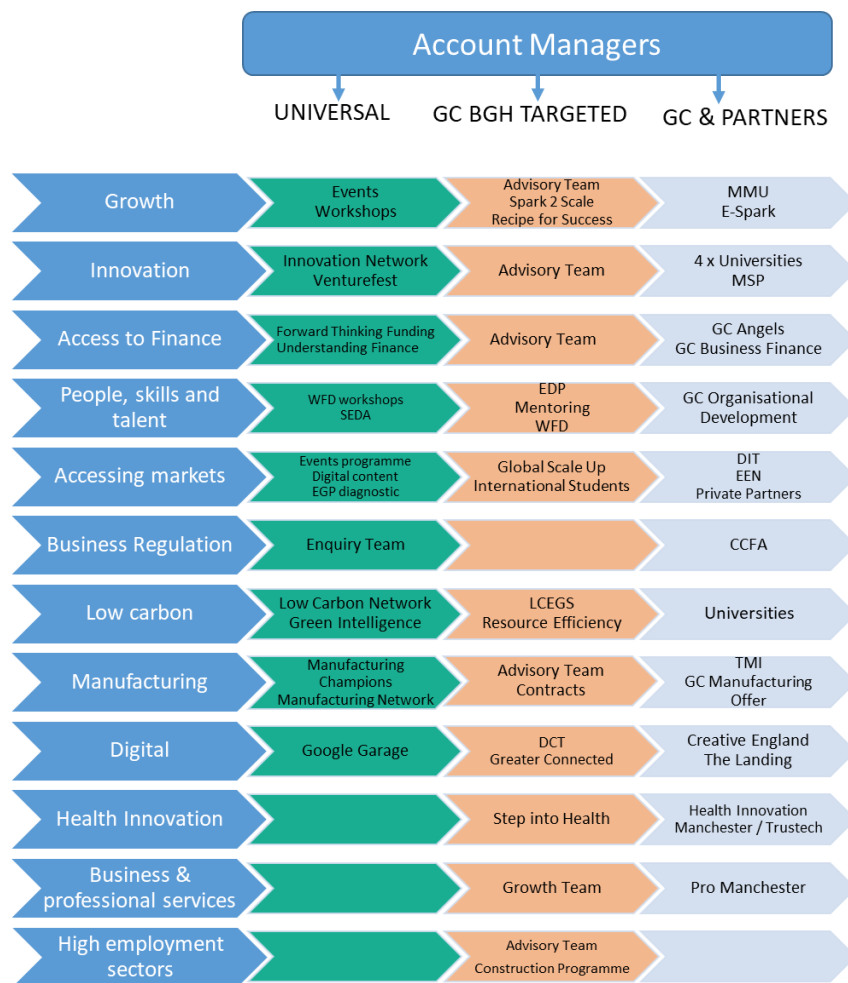 Account Managers
UNIVERSAL
GC BGH TARGETED
GC & PARTNERS
Growth
Events
Workshops
Advisory Team
Spark 2 Scale
Recipe for Success
MMU
E-Spark
Innovation
Innovation Network
Venturefest
Advisory Team
4 x Universities
MSP
Access to Finance
Forward Thinking Funding
Understanding Finance
Advisory Team
GC Angels
GC Business Finance
People, skills and
talent
WFD workshops
SEDA
EDP
Mentoring
WFD
GC Organisational
Development
Accessing markets
Events programme
Digital content
EGP diagnostic
Global Scale Up
International Students
DIT
EEN
Private Partners
Business Regulation
Enquiry Team
CCFA
Low carbon
Low Carbon Network
Green Intelligence
LCEGS
Resource Efficiency
Universities
Manufacturing
Manufacturing
Champions
Manufacturing Network
Advisory Team
Contracts
TMI
GC Manufacturing
Offer
Digital
Google Garage
DCT
Greater Connected
Creative England
The Landing
Health Innovation
Step into Health
Health Innovation
Manchester / Trustech
Business &
professional services
Growth Team
Pro Manchester
High employment
sectors
Advisory Team
Construction Programme